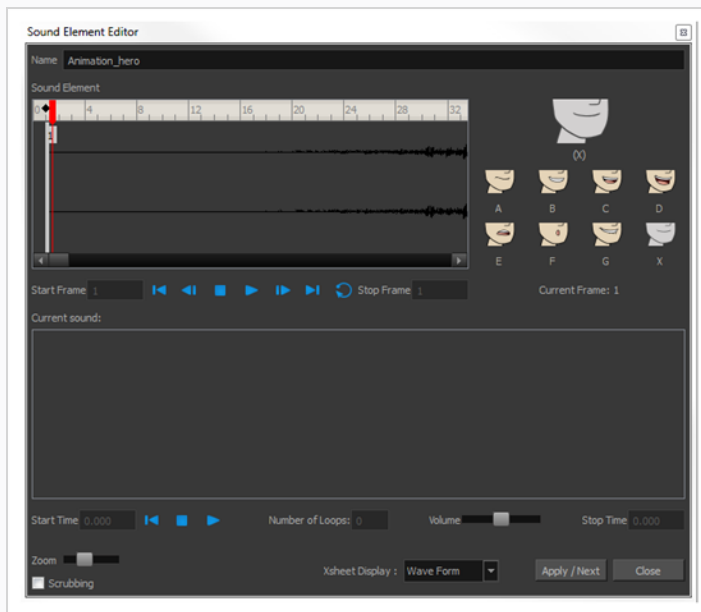 Sound Element Editor
Name Animation_hero
Sound Element
0 4 8 12 16 20 24 28 32
1
(X)
A B C D
E F G X
Start Frame 1 Stop Frame 1 Current Frame: 1
Current sound:
Start Time 0.000 Number of Loops: 0 Volume Stop Time 0.000
Zoom
Xsheet Display : Wave Form Apply / Next Close
Scrubbing